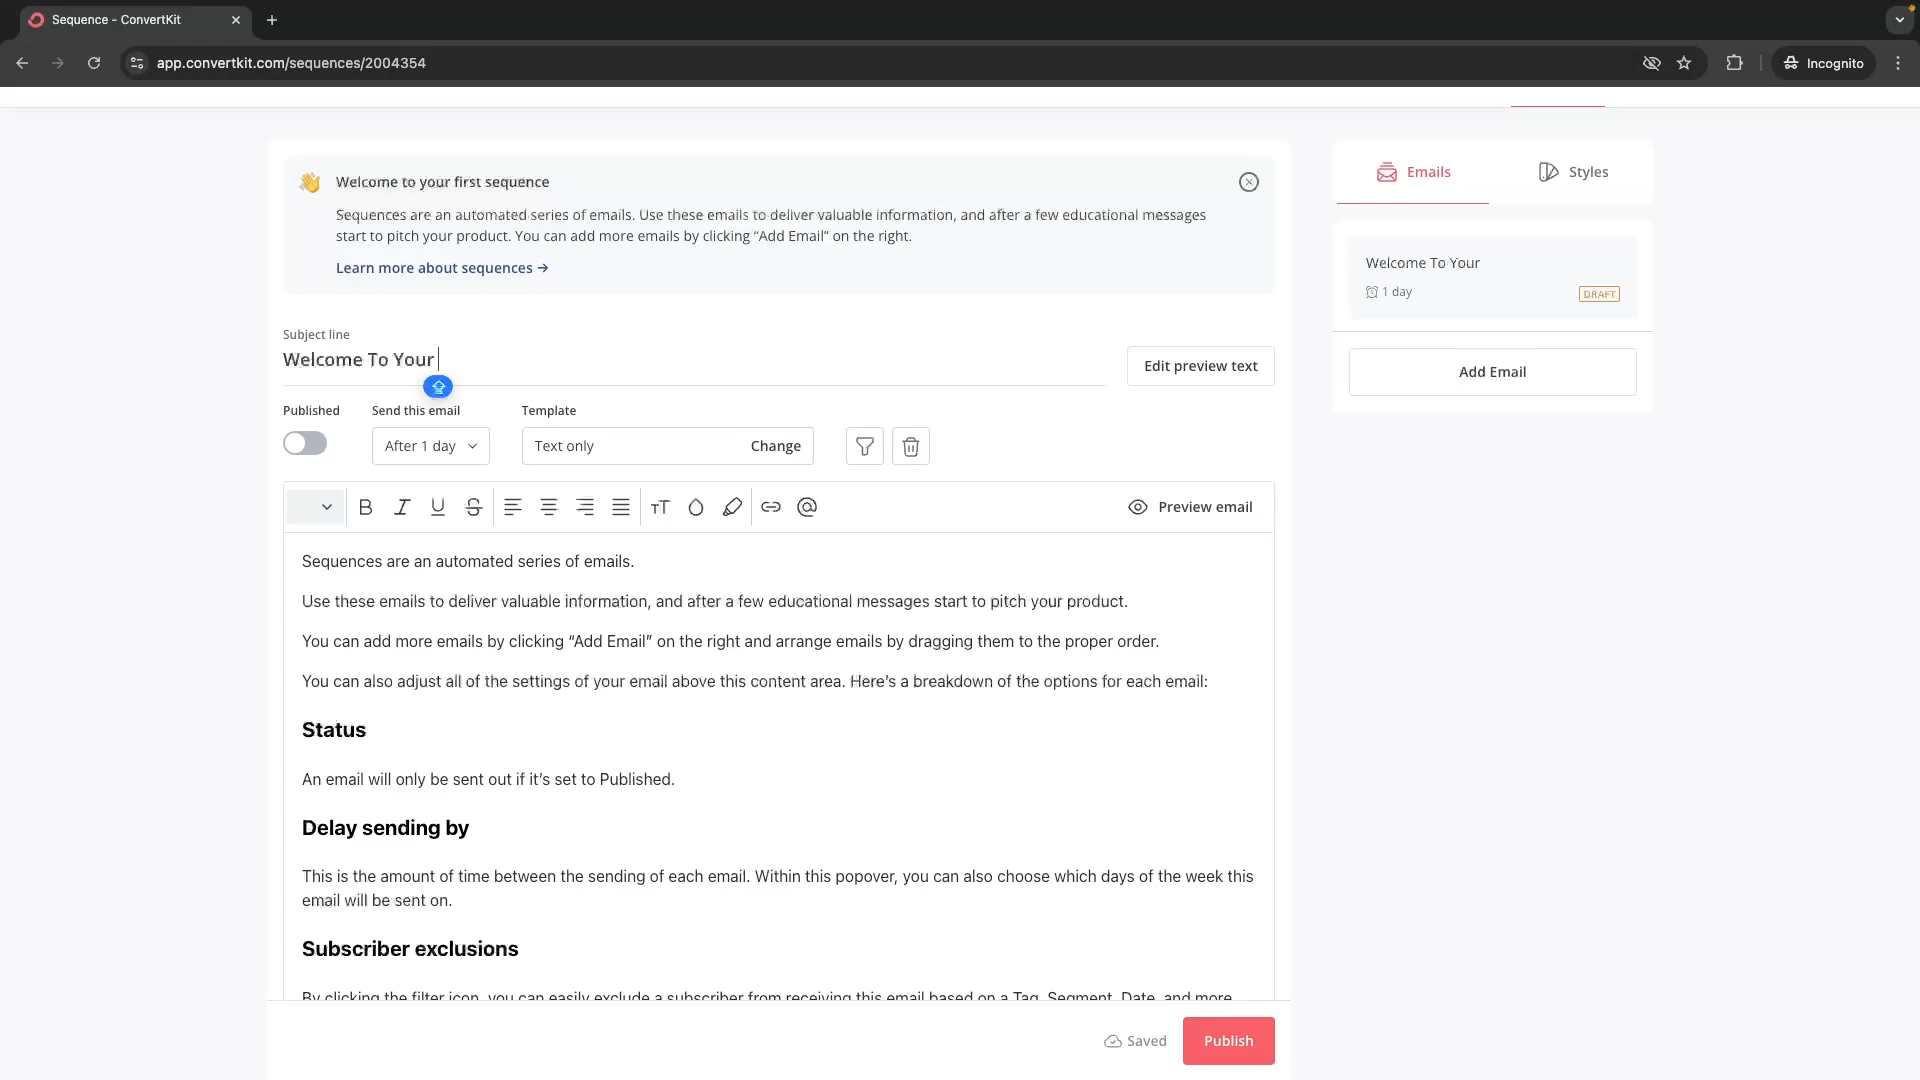 Sequence - ConvertKit
app.convertkit.com/sequences/2004354
Incognito
Welcome to your first sequence
Sequences are an automated series of emails. Use these emails to deliver valuable information, and after a few educational messages
start to pitch your product. You can add more emails by clicking “Add Email” on the right.
Learn more about sequences →
Emails
Styles
Welcome To Your
1 day
DRAFT
Add Email
Subject line
Welcome To Your
Edit preview text
Published
Send this email
Template
After 1 day
Text only
Change
B I U S
TT
Preview email
Sequences are an automated series of emails.
Use these emails to deliver valuable information, and after a few educational messages start to pitch your product.
You can add more emails by clicking “Add Email” on the right and arrange emails by dragging them to the proper order.
You can also adjust all of the settings of your email above this content area. Here’s a breakdown of the options for each email:
Status
An email will only be sent out if it’s set to Published.
Delay sending by
This is the amount of time between the sending of each email. Within this popover, you can also choose which days of the week this
email will be sent on.
Subscriber exclusions
By clicking the filter icon, you can easily exclude a subscriber from receiving this email based on a Tag, Segment, Date, and more.
Saved
Publish